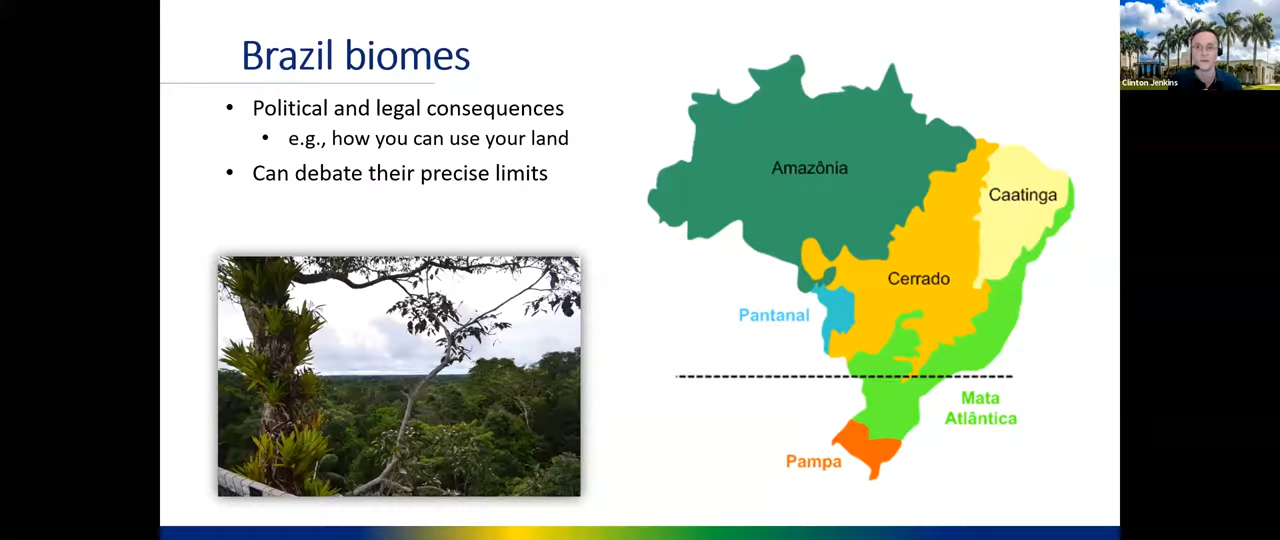 Brazil biomes
Political and legal consequences
e.g., how you can use your land
Can debate their precise limits
Amazônia
Caatinga
Cerrado
Pantanal
Mata
Atlântica
Pampa
Clinton Jenkins